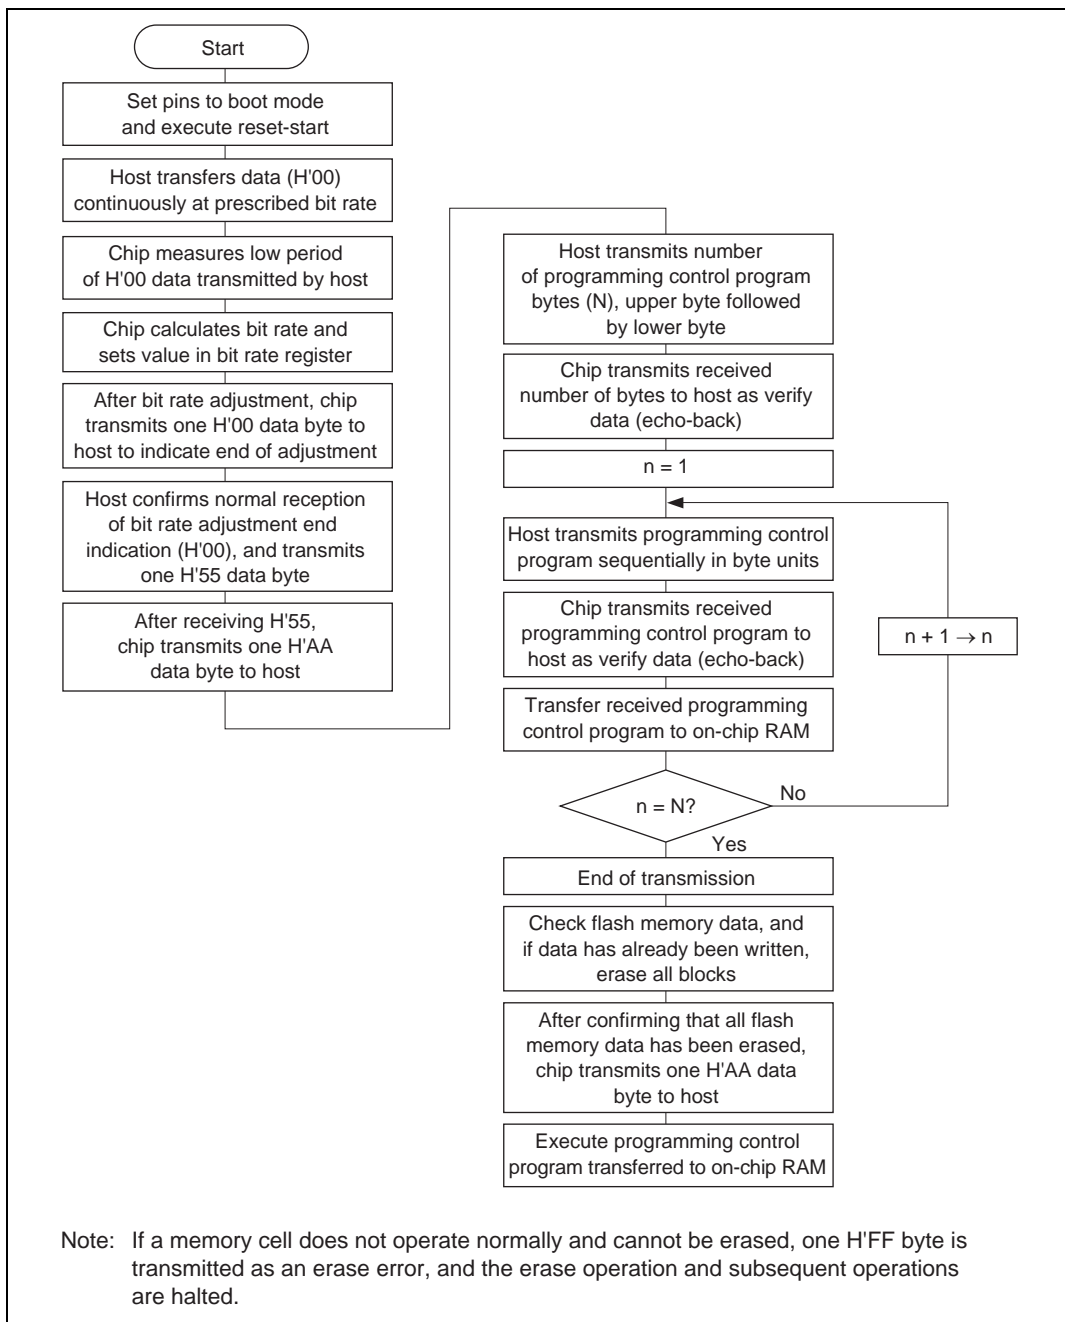 Start
Set pins to boot mode
and execute reset-start
Host transfers data (H'00)
continuously at prescribed bit rate
Chip measures low period
of H'00 data transmitted by host
Chip calculates bit rate and
sets value in bit rate register
After bit rate adjustment, chip
transmits one H'00 data byte to
host to indicate end of adjustment
Host confirms normal reception
of bit rate adjustment end
indication (H'00), and transmits
one H'55 data byte
After receiving H'55,
chip transmits one H'AA
data byte to host
Host transmits number
of programming control program
bytes (N), upper byte followed
by lower byte
Chip transmits received
number of bytes to host as verify
data (echo-back)
n = 1
Host transmits programming control
program sequentially in byte units
Chip transmits received
programming control program to
host as verify data (echo-back)
n + 1 → n
Transfer received programming
control program to on-chip RAM
n = N?
No
Yes
End of transmission
Check flash memory data, and
if data has already been written,
erase all blocks
After confirming that all flash
memory data has been erased,
chip transmits one H'AA data
byte to host
Execute programming control
program transferred to on-chip RAM
Note: If a memory cell does not operate normally and cannot be erased, one H'FF byte is
transmitted as an erase error, and the erase operation and subsequent operations
are halted.